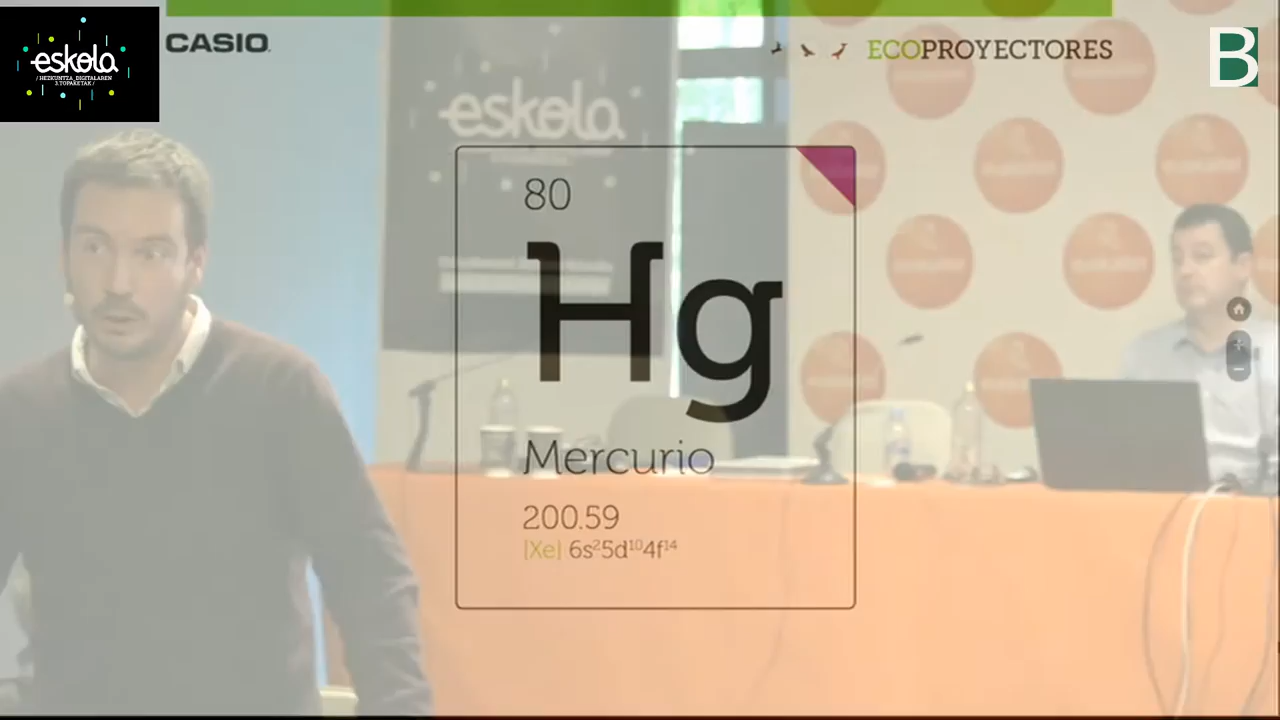 eskola
/ HEZKUNTZA_DIGITALAREN
3.TOPAKETAK /
CASIO
ECOPROYECTORES
B
eskola
80
Hg
Mercurio
200.59
[Xe] 6s²5d¹⁰4f¹⁴